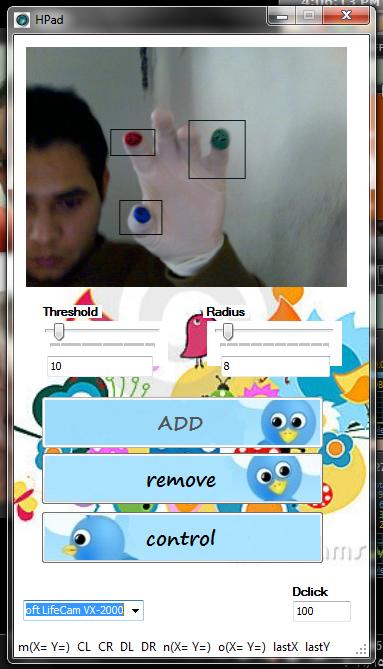 HPad
Threshold
Radius
10
8
ADD
remove
control
Dclick
oft LifeCam VX-2000
100
m(X= Y=) CL CR DL DR n(X= Y=) o(X= Y=) lastX lastY